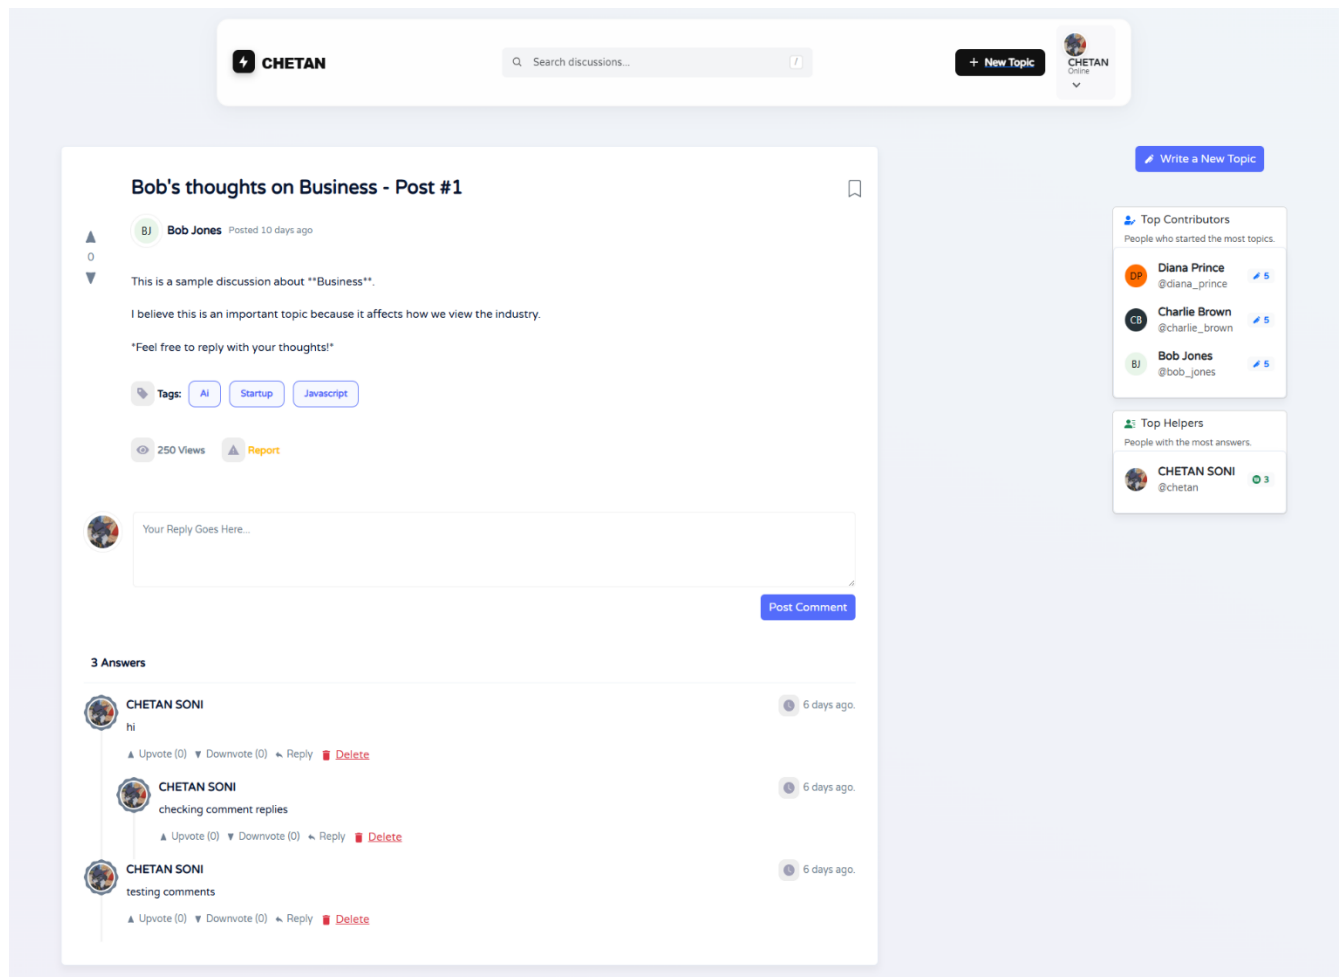 CHETAN
Search discussions...
/
+ New Topic
CHETAN
Online
Bob's thoughts on Business - Post #1
BJ
Bob Jones Posted 10 days ago
0
This is a sample discussion about **Business**.
I believe this is an important topic because it affects how we view the industry.
*Feel free to reply with your thoughts!*
Tags: Ai Startup Javascript
250 Views Report
Your Reply Goes Here...
Post Comment
3 Answers
CHETAN SONI
6 days ago.
hi
Upvote (0) Downvote (0) Reply Delete
CHETAN SONI
6 days ago.
checking comment replies
Upvote (0) Downvote (0) Reply Delete
CHETAN SONI
6 days ago.
testing comments
Upvote (0) Downvote (0) Reply Delete
Write a New Topic
Top Contributors
People who started the most topics.
DP
Diana Prince
@diana_prince
5
CB
Charlie Brown
@charlie_brown
5
BJ
Bob Jones
@bob_jones
5
Top Helpers
People with the most answers.
CHETAN SONI
@chetan
3